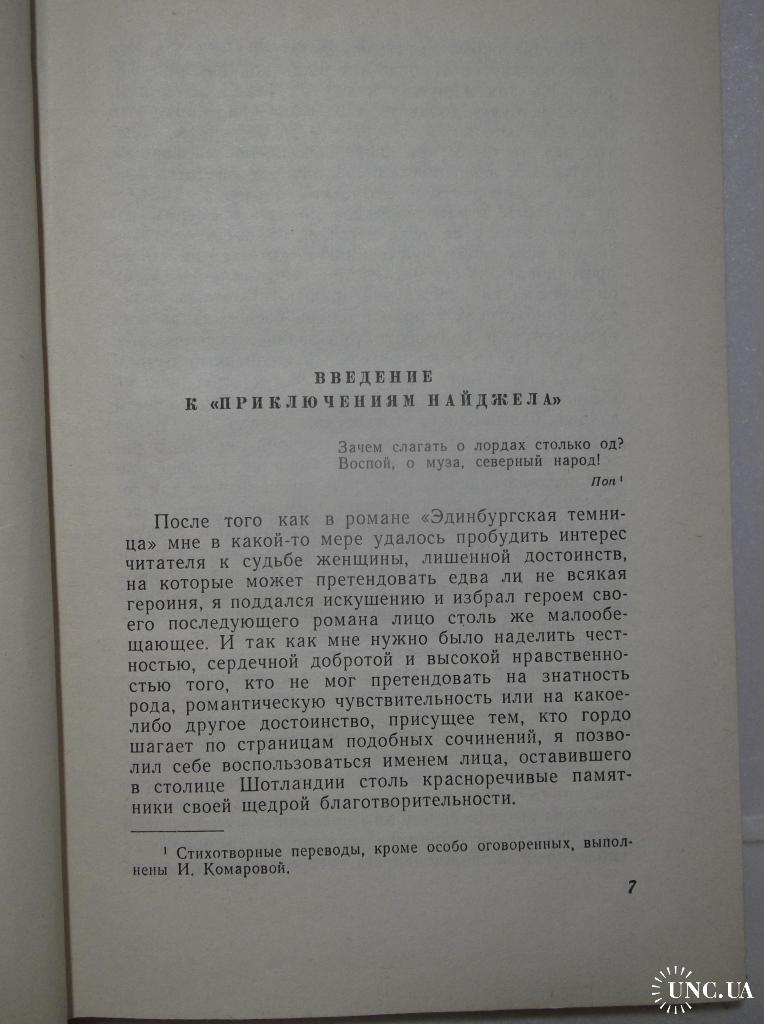 ВВЕДЕНИЕ
К «ПРИКЛЮЧЕНИЯМ НАЙДЖЕЛА»
Зачем слагать о лордах столько од?
Воспой, о муза, северный народ!
Поп ¹
После того как в романе «Эдинбургская темни-
ца» мне в какой-то мере удалось пробудить интерес
читателя к судьбе женщины, лишенной достоинств,
на которые может претендовать едва ли не всякая
героиня, я поддался искушению и избрал героем сво-
его последующего романа лицо столь же малообе-
щающее. И так как мне нужно было наделить чест-
ностью, сердечной добротой и высокой нравственно-
стью того, кто не мог претендовать на знатность
рода, романтическую чувствительность или на какое-
либо другое достоинство, присущее тем, кто гордо
шагает по страницам подобных сочинений, я позво-
лил себе воспользоваться именем лица, оставившего
в столице Шотландии столь красноречивые памят-
ники своей щедрой благотворительности.
¹ Стихотворные переводы, кроме особо оговоренных, выпол-
нены И. Комаровой.
7
UNC.UA